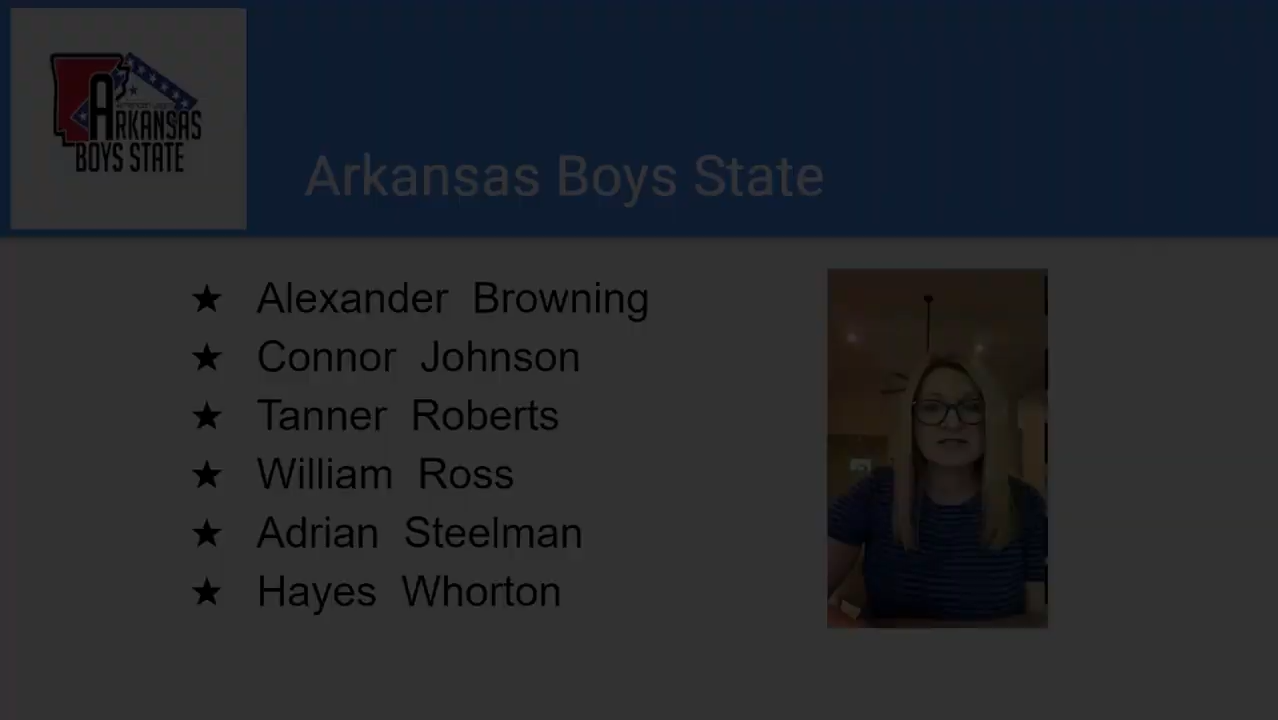 ARKANSAS
BOYS STATE
Arkansas Boys State
★ Alexander Browning
★ Connor Johnson
★ Tanner Roberts
★ William Ross
★ Adrian Steelman
★ Hayes Whorton